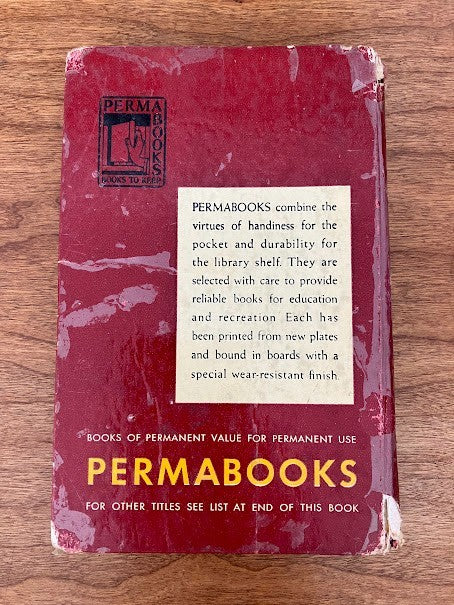 PERMA
BOOKS
BOOKS TO KEEP
PERMABOOKS combine the
virtues of handiness for the
pocket and durability for
the library shelf. They are
selected with care to provide
reliable books for education
and recreation. Each has
been printed from new plates
and bound in boards with a
special wear-resistant finish.
BOOKS OF PERMANENT VALUE FOR PERMANENT USE
PERMABOOKS
FOR OTHER TITLES SEE LIST AT END OF THIS BOOK